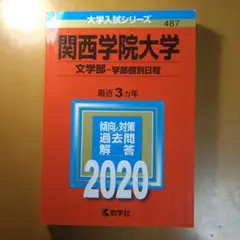 大学入試シリーズ
487
関西学院大学
文学部-学部個別日程
最近3カ年
傾向と対策
過去問
解答
2020
教学社